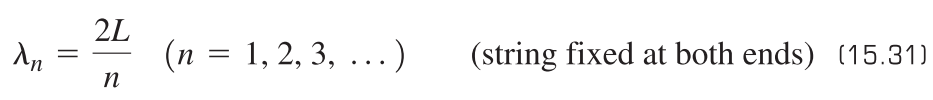 λₙ = 2L/n (n = 1, 2, 3, ...) (string fixed at both ends) (15.31)